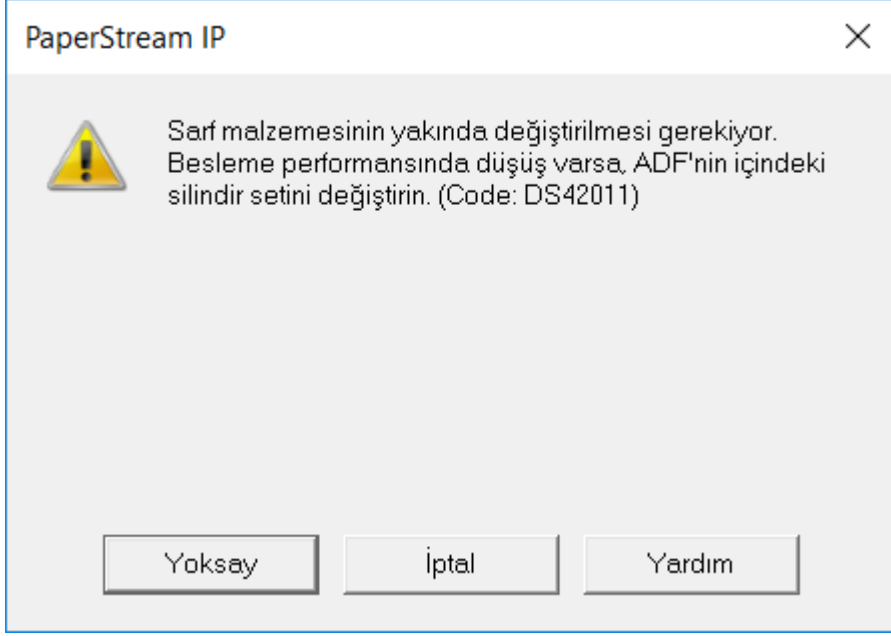 PaperStream IP
Sarf malzemesinin yakında değiştirilmesi gerekiyor.
Besleme performansında düşüş varsa, ADF'nin içindeki
silindir setini değiştirin. (Code: DS42011)
Yoksay
İptal
Yardım